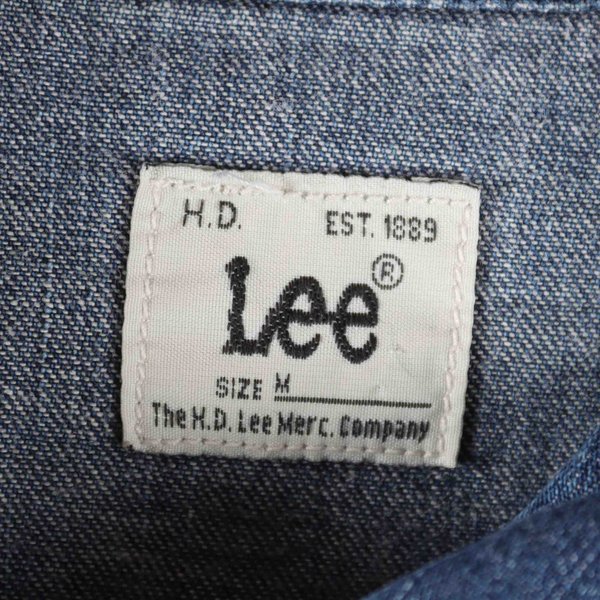 H.D. EST. 1889
Lee®
SIZE M
The H.D. Lee Merc. Company